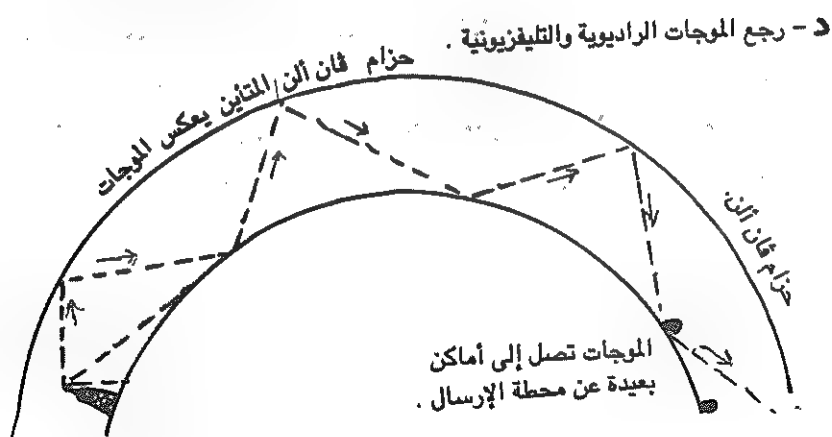 د - رجع الموجات الراديوية والتليفزيونية .
حزام ڤان ألن المتأين يعكس الموجات
حزام ڤان ألن.
الموجات تصل إلى أماكن
بعيدة عن محطة الإرسال .